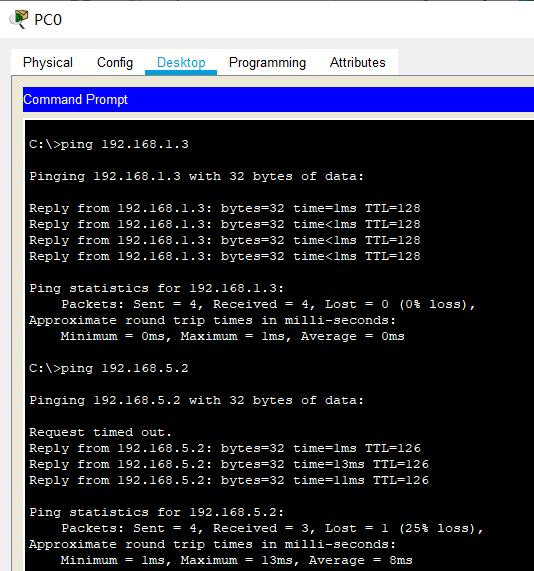 PC0
Physical Config Desktop Programming Attributes
Command Prompt
C:\>ping 192.168.1.3
Pinging 192.168.1.3 with 32 bytes of data:
Reply from 192.168.1.3: bytes=32 time=1ms TTL=128
Reply from 192.168.1.3: bytes=32 time<1ms TTL=128
Reply from 192.168.1.3: bytes=32 time<1ms TTL=128
Reply from 192.168.1.3: bytes=32 time<1ms TTL=128
Ping statistics for 192.168.1.3:
Packets: Sent = 4, Received = 4, Lost = 0 (0% loss),
Approximate round trip times in milli-seconds:
Minimum = 0ms, Maximum = 1ms, Average = 0ms
C:\>ping 192.168.5.2
Pinging 192.168.5.2 with 32 bytes of data:
Request timed out.
Reply from 192.168.5.2: bytes=32 time=1ms TTL=126
Reply from 192.168.5.2: bytes=32 time=13ms TTL=126
Reply from 192.168.5.2: bytes=32 time=11ms TTL=126
Ping statistics for 192.168.5.2:
Packets: Sent = 4, Received = 3, Lost = 1 (25% loss),
Approximate round trip times in milli-seconds:
Minimum = 1ms, Maximum = 13ms, Average = 8ms